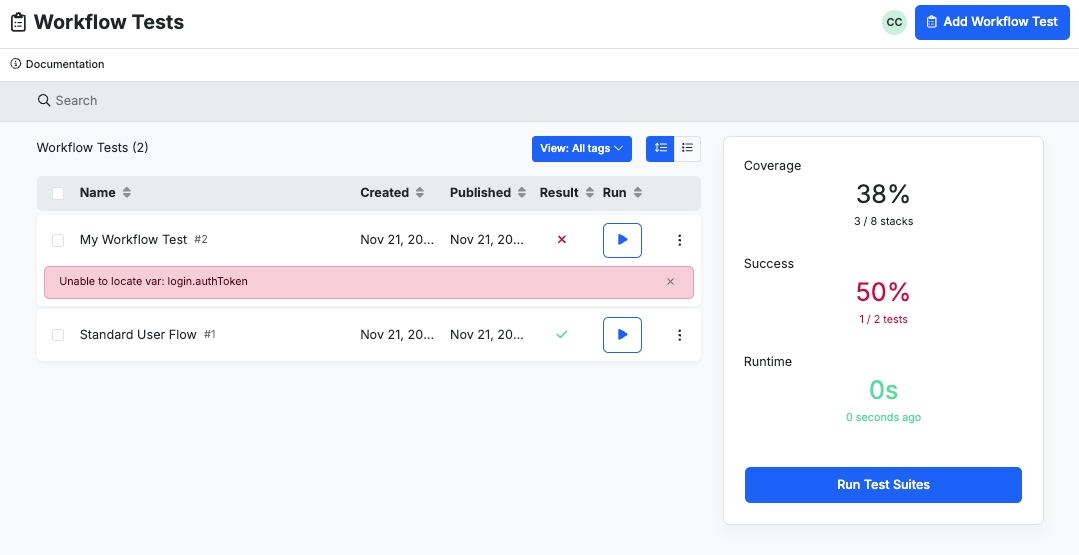 Workflow Tests
CC
Add Workflow Test
Documentation
Search
Workflow Tests (2)
View: All tags
Name Created Published Result Run
My Workflow Test #2 Nov 21, 20... Nov 21, 20...
Unable to locate var: login.authToken
Standard User Flow #1 Nov 21, 20... Nov 21, 20...
Coverage
38%
3 / 8 stacks
Success
50%
1 / 2 tests
Runtime
0s
0 seconds ago
Run Test Suites